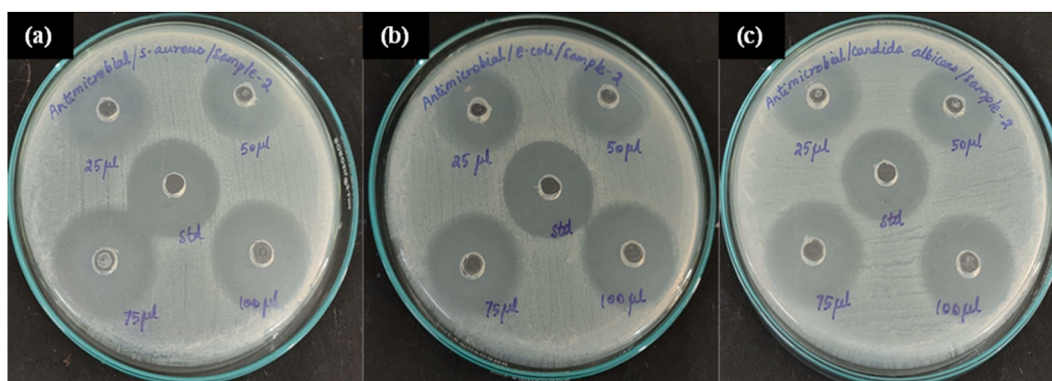 (a)
Antimicrobial/S-aureus/Sample-2
25µl
50µl
std
75µl
100µl
(b)
Antimicrobial/E-coli/Sample-2
25µl
50µl
std
75µl
100µl
(c)
Antimicrobial/candida albicans/Sample-2
25µl
50µl
std
75µl
100µl